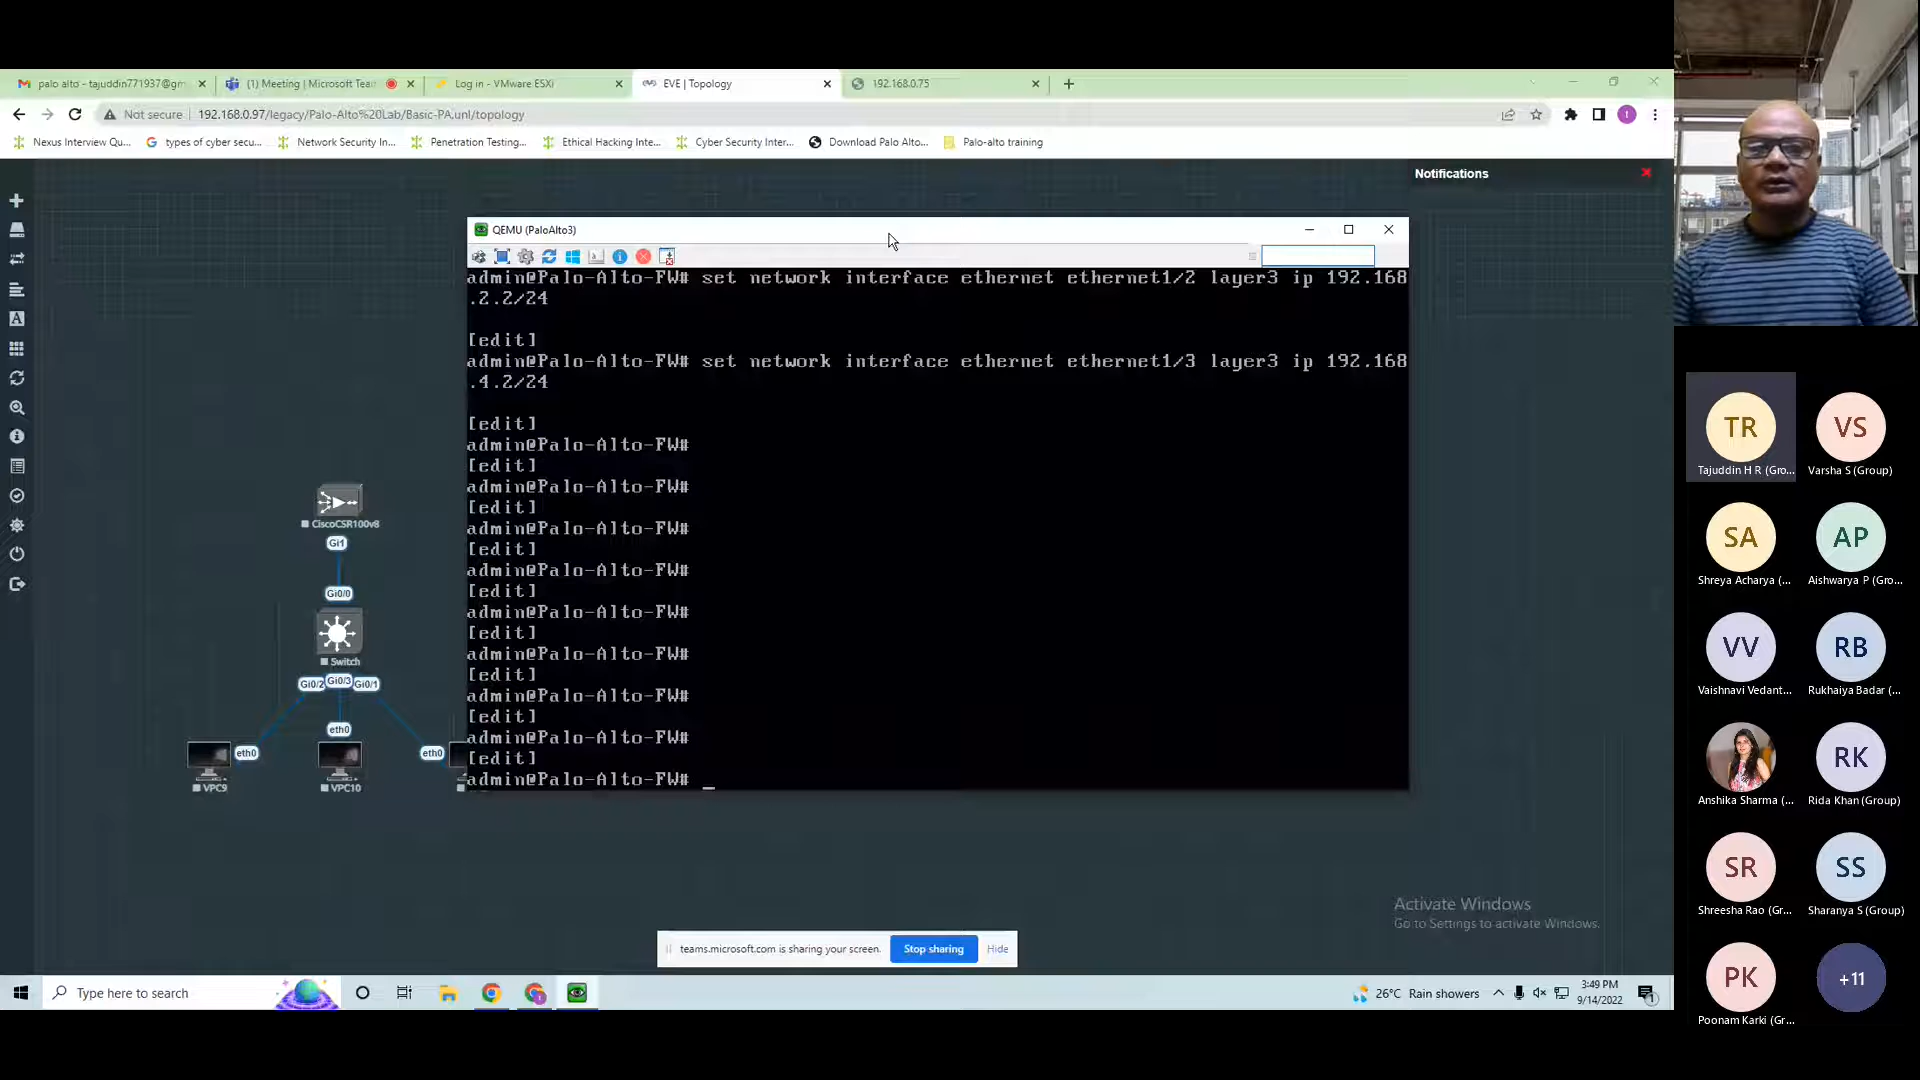 palo alto - tajuddin771937@gm
(1) Meeting | Microsoft Team
Log in - VMware ESXi
EVE | Topology
192.168.0.75
Not secure
192.168.0.97/legacy/Palo-Alto%20Lab/Basic-PA.unl/topology
Nexus Interview Qu...
types of cyber secu...
Network Security In...
Penetration Testing...
Ethical Hacking Inte...
Cyber Security Inter...
Download Palo Alto...
Palo-alto training
Notifications
QEMU (PaloAlto3)
admin@Palo-Alto-FW# set network interface ethernet ethernet1/2 layer3 ip 192.168
.2.2/24
[edit]
admin@Palo-Alto-FW# set network interface ethernet ethernet1/3 layer3 ip 192.168
.4.2/24
[edit]
admin@Palo-Alto-FW#
[edit]
admin@Palo-Alto-FW#
[edit]
admin@Palo-Alto-FW#
[edit]
admin@Palo-Alto-FW#
[edit]
admin@Palo-Alto-FW#
[edit]
admin@Palo-Alto-FW#
[edit]
admin@Palo-Alto-FW#
[edit]
admin@Palo-Alto-FW#
[edit]
admin@Palo-Alto-FW# _
CiscoCSR100v8
Gi1
Gi0/0
Switch
Gi0/2 Gi0/3 Gi0/1
eth0
eth0
eth0
VPC9
VPC10
Activate Windows
Go to Settings to activate Windows.
teams.microsoft.com is sharing your screen.
Stop sharing
Hide
Type here to search
26°C Rain showers
3:49 PM
9/14/2022
1
TR
Tajuddin H R (Gro...
VS
Varsha S (Group)
SA
Shreya Acharya (...
AP
Aishwarya P (Gro...
VV
Vaishnavi Vedant...
RB
Rukhaiya Badar (...
Anshika Sharma (...
RK
Rida Khan (Group)
SR
Shreesha Rao (Gr...
SS
Sharanya S (Group)
PK
Poonam Karki (Gr...
+11